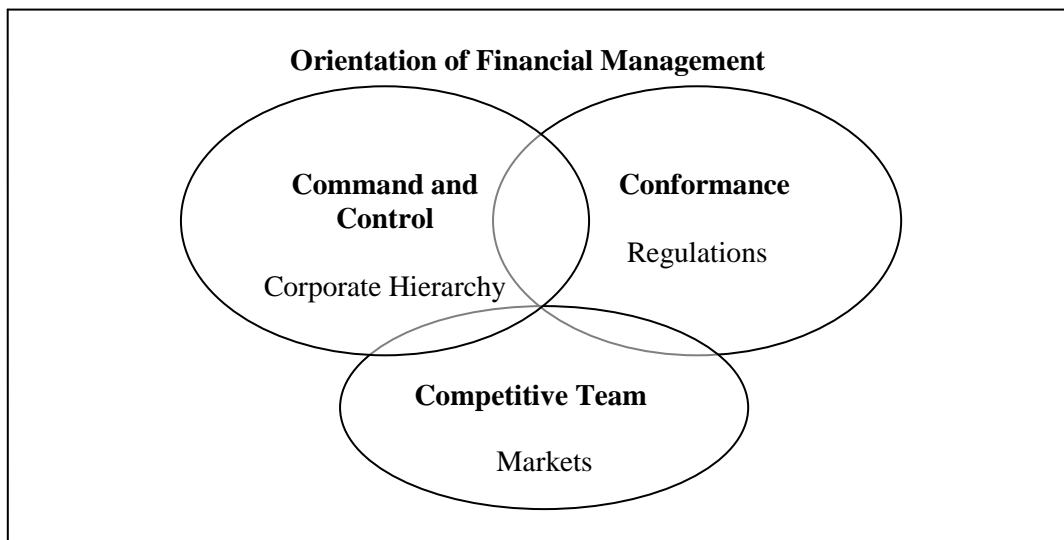 Orientation of Financial Management
Command and
Control
Corporate Hierarchy
Conformance
Regulations
Competitive Team
Markets